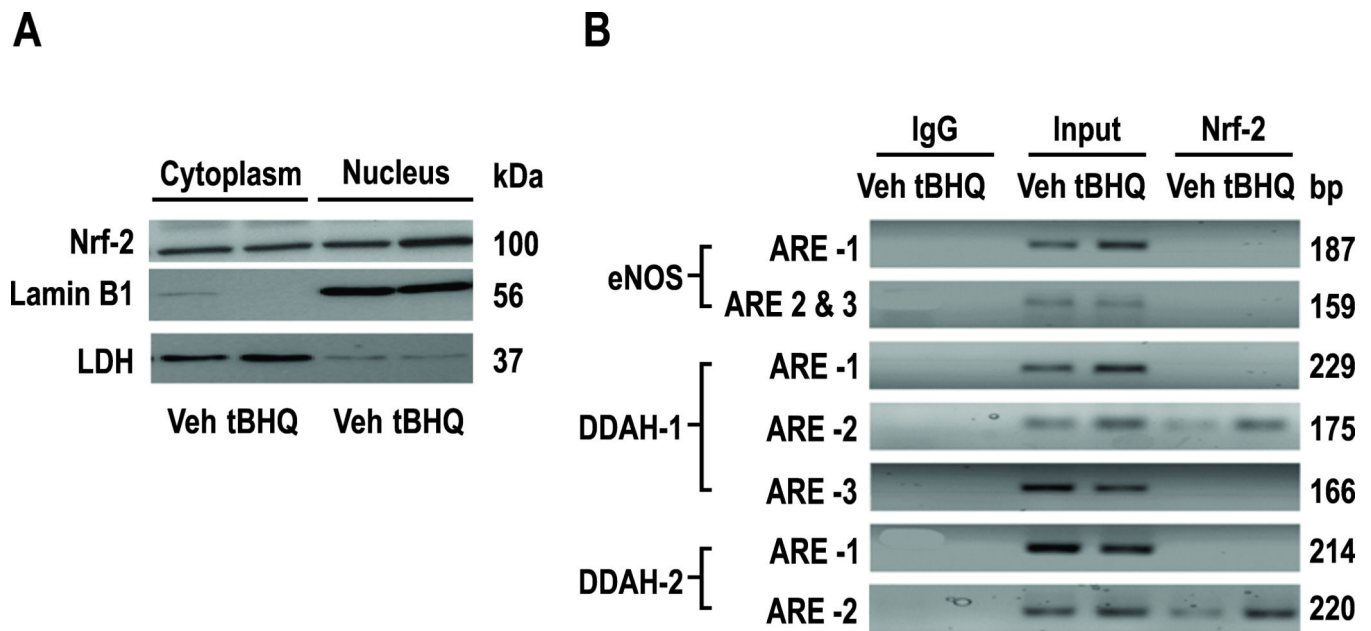 A
Cytoplasm Nucleus kDa
Nrf-2 100
Lamin B1 56
LDH 37
Veh tBHQ Veh tBHQ
B
IgG Input Nrf-2
Veh tBHQ Veh tBHQ Veh tBHQ bp
eNOS
ARE -1 187
ARE 2 & 3 159
DDAH-1
ARE -1 229
ARE -2 175
ARE -3 166
DDAH-2
ARE -1 214
ARE -2 220